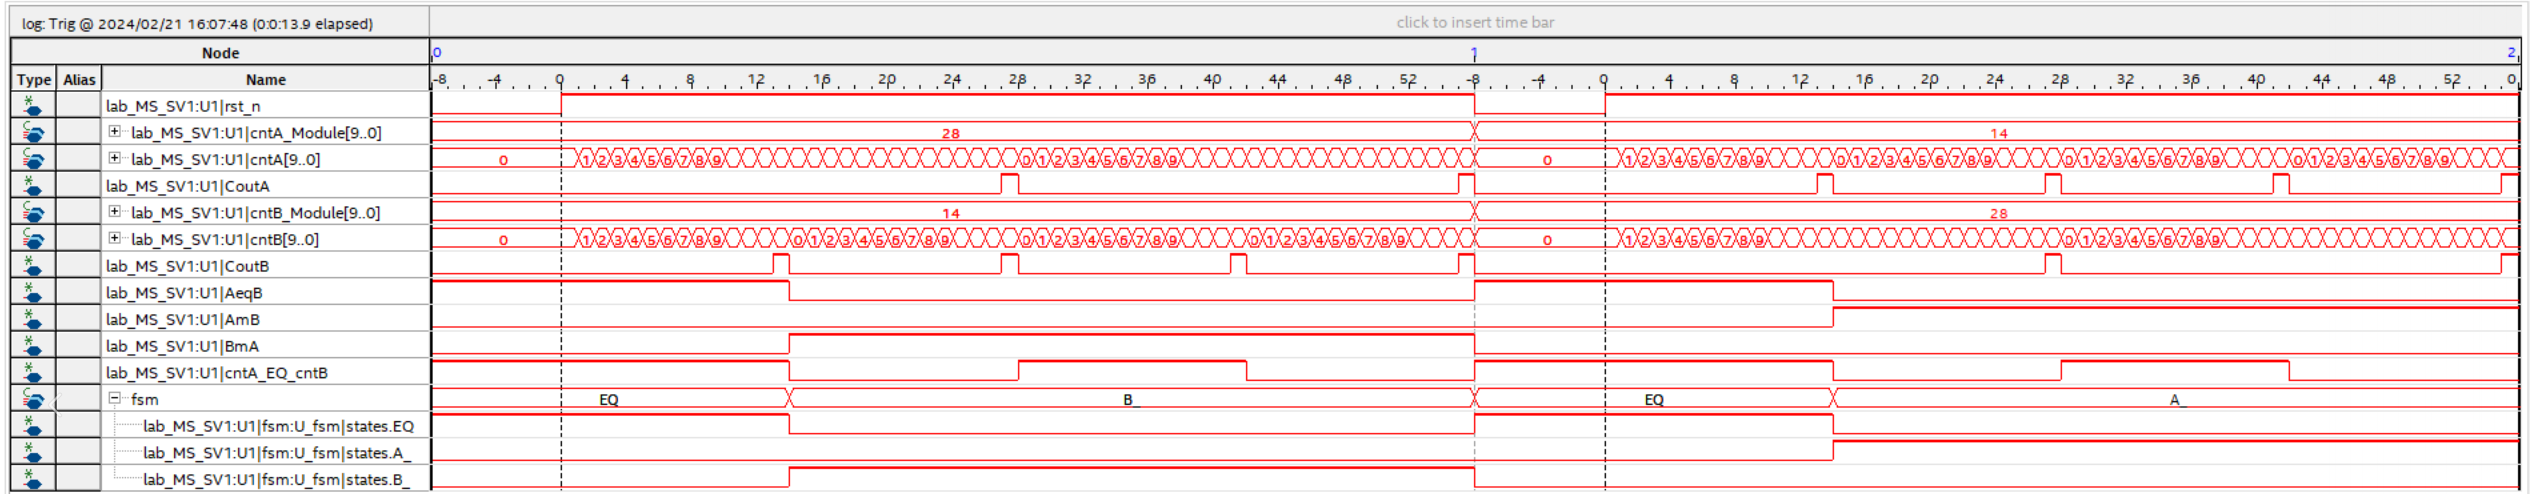 log: Trig @ 2024/02/21 16:07:48 (0:0:13.9 elapsed) click to insert time bar
Node 0 1 2
Type Alias Name -8 -4 0 4 8 12 16 20 24 28 32 36 40 44 48 52 -8 -4 0 4 8 12 16 20 24 28 32 36 40 44 48 52 0
lab_MS_SV1:U1|rst_n
lab_MS_SV1:U1|cntA_Module[9..0] 28 14
lab_MS_SV1:U1|cntA[9..0] 0 1 2 3 4 5 6 7 8 9 0 1 2 3 4 5 6 7 8 9 0 1 2 3 4 5 6 7 8 9 0 1 2 3 4 5 6 7 8 9 0 1 2 3 4 5 6 7 8 9 0 1 2 3 4 5 6 7 8 9
lab_MS_SV1:U1|CoutA
lab_MS_SV1:U1|cntB_Module[9..0] 14 28
lab_MS_SV1:U1|cntB[9..0] 0 1 2 3 4 5 6 7 8 9 0 1 2 3 4 5 6 7 8 9 0 1 2 3 4 5 6 7 8 9 0 1 2 3 4 5 6 7 8 9 0 1 2 3 4 5 6 7 8 9 0 1 2 3 4 5 6 7 8 9
lab_MS_SV1:U1|CoutB
lab_MS_SV1:U1|AeqB
lab_MS_SV1:U1|AmB
lab_MS_SV1:U1|BmA
lab_MS_SV1:U1|cntA_EQ_cntB
fsm EQ B_ EQ A_
lab_MS_SV1:U1|fsm:U_fsm|states.EQ
lab_MS_SV1:U1|fsm:U_fsm|states.A_
lab_MS_SV1:U1|fsm:U_fsm|states.B_